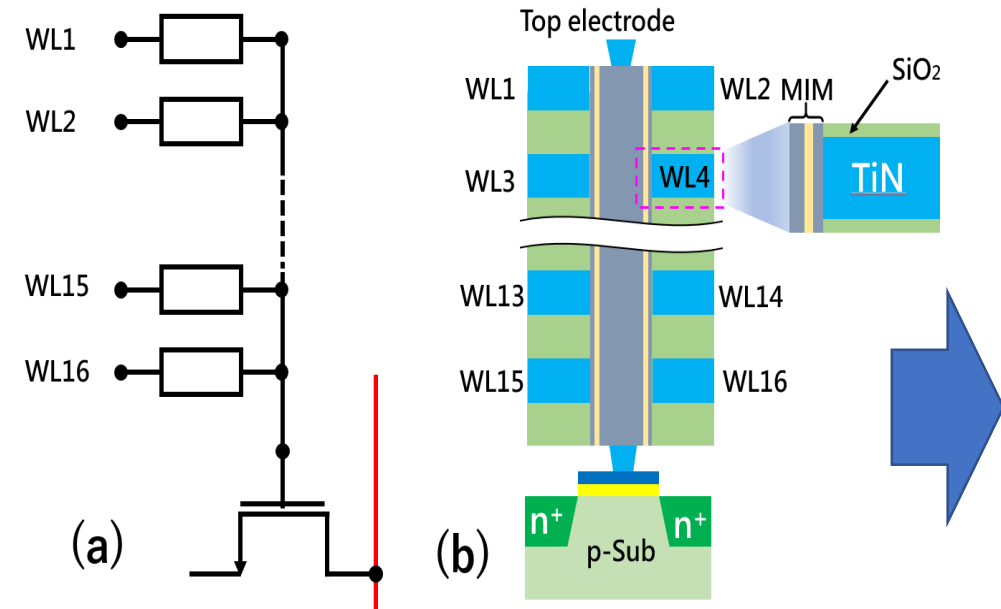 WL1
WL2
WL15
WL16
(a)
Top electrode
WL1
WL2
MIM
SiO₂
WL3
WL4
TiN
WL13
WL14
WL15
WL16
n⁺
n⁺
p-Sub
(b)